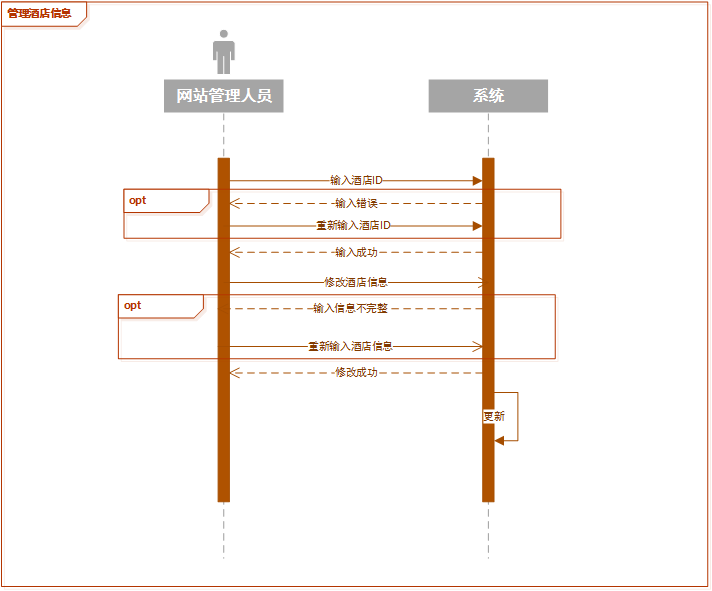 管理酒店信息
网站管理人员
系统
输入酒店ID
opt
输入错误
重新输入酒店ID
输入成功
修改酒店信息
opt
输入信息不完整
重新输入酒店信息
修改成功
更新